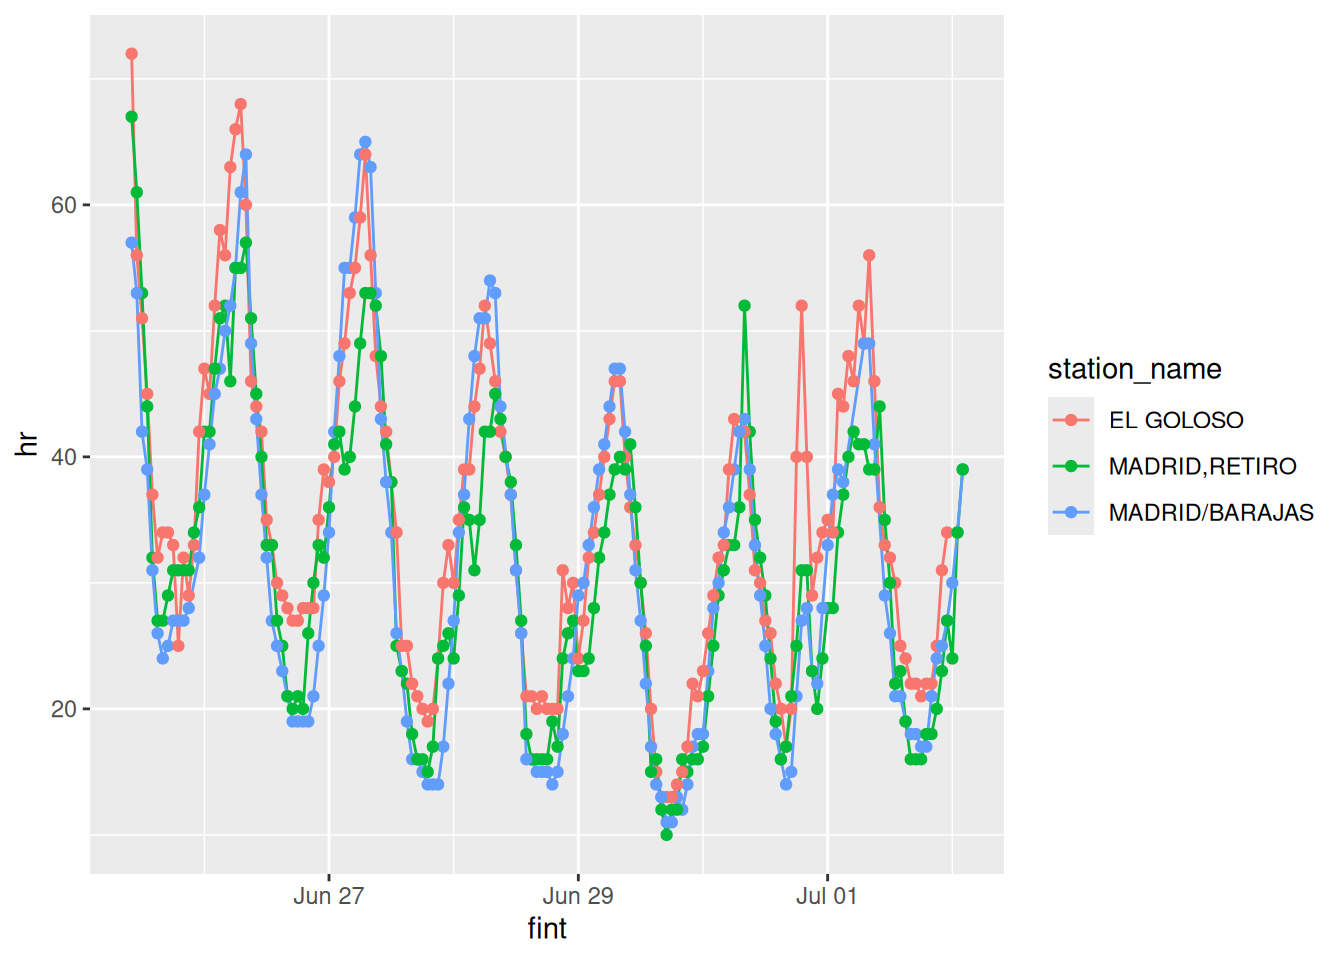 60
40
20
hr
Jun 27
Jun 29
Jul 01
fint
station_name
EL GOLOSO
MADRID,RETIRO
MADRID/BARAJAS